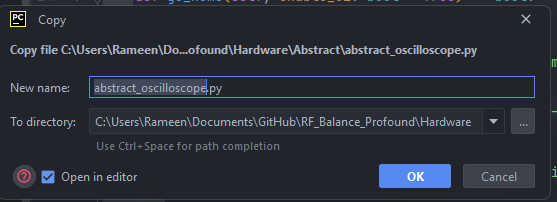 PC
Copy
Copy file C:\Users\Rameen\Do...ofound\Hardware\Abstract\abstract_oscilloscope.py
New name: abstract_oscilloscope.py
To directory: C:\Users\Rameen\Documents\GitHub\RF_Balance_Profound\Hardware ...
Use Ctrl+Space for path completion
? Open in editor OK Cancel